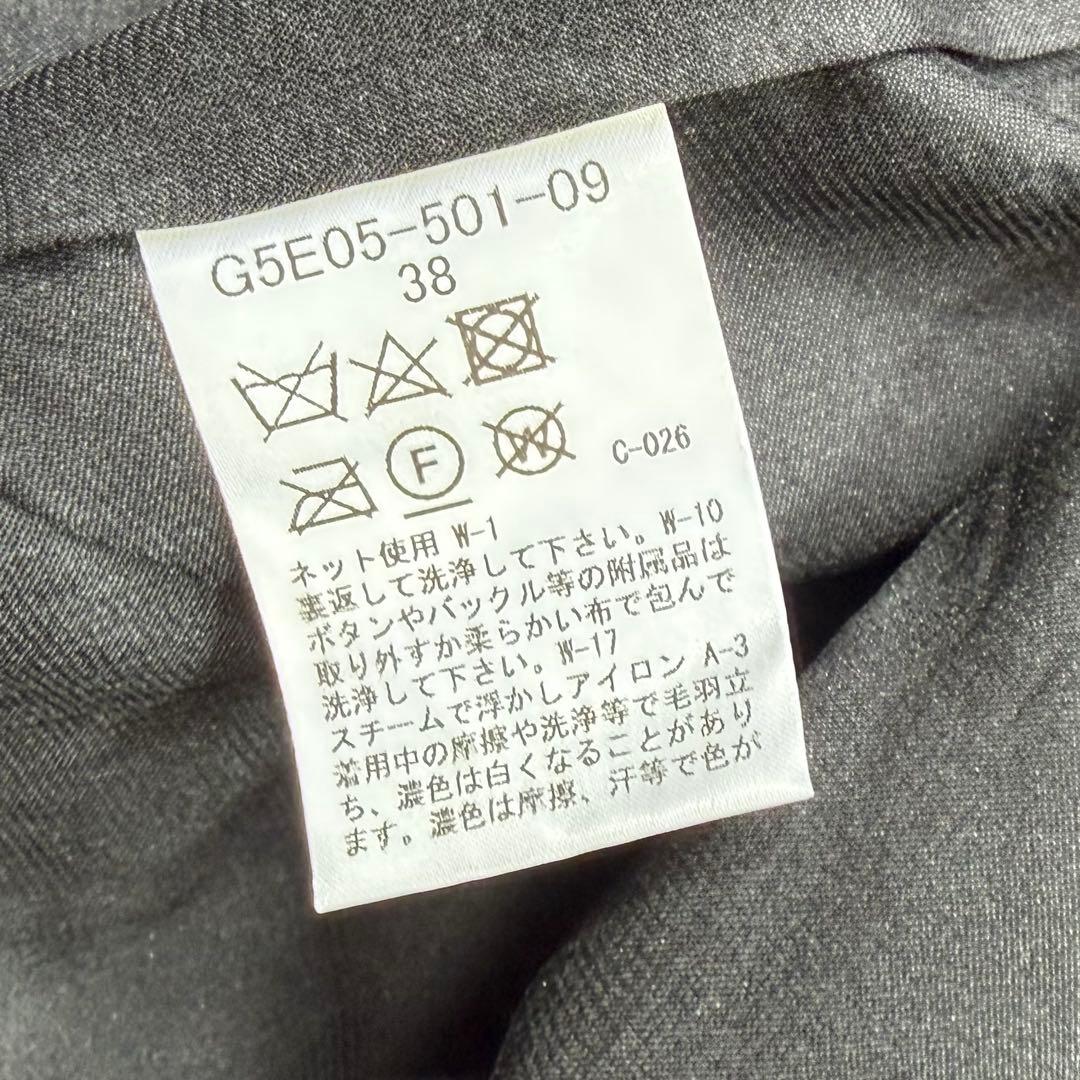 G5E05-501-09
38
F
W
C-026
ネット使用 W-1
裏返して洗浄して下さい。W-10
ボタンやバックル等の附属品は
取り外すか柔らかい布で包んで
洗浄して下さい。W-17
スチームで浮かしアイロン A-3
着用中の摩擦や洗浄等で毛羽立
ち、濃色は白くなることがあり
ます。濃色は摩擦、汗等で色が